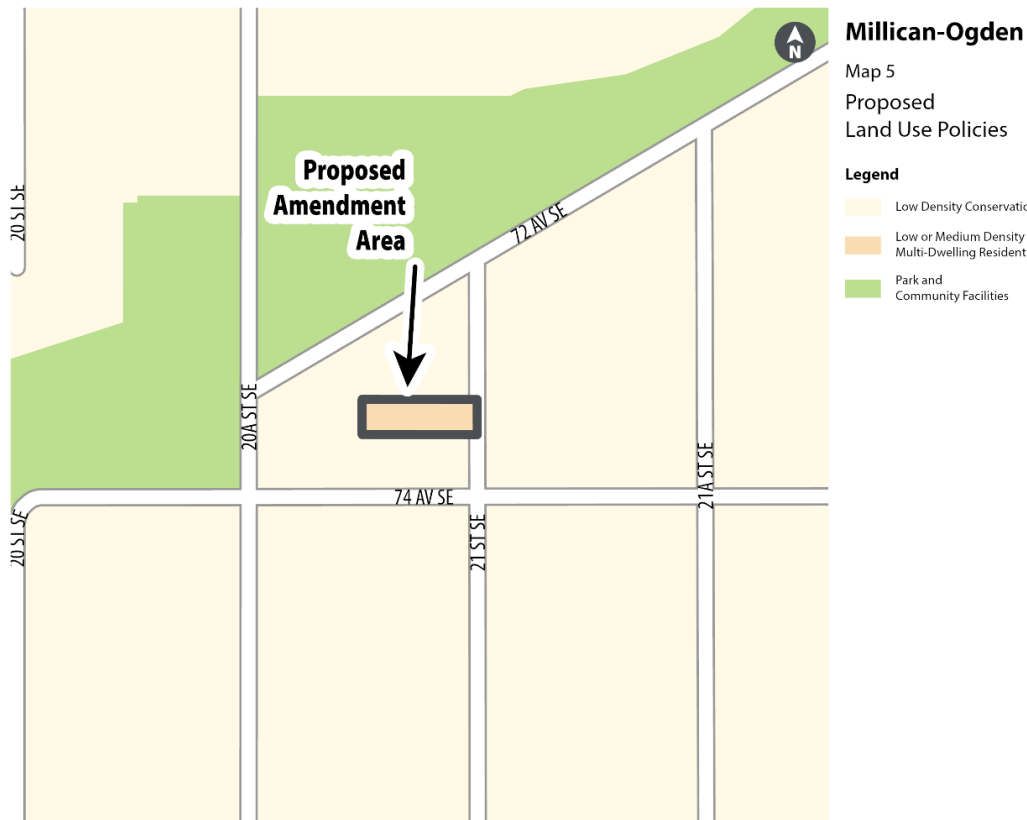 Millican-Ogden
Map 5
Proposed
Land Use Policies
Legend
Low Density Conservatio
Low or Medium Density
Multi-Dwelling Resident
Park and
Community Facilities
N
Proposed
Amendment
Area
20 ST SE
72 AV SE
20A ST SE
74 AV SE
21A ST SE
20 ST SE
21 ST SE